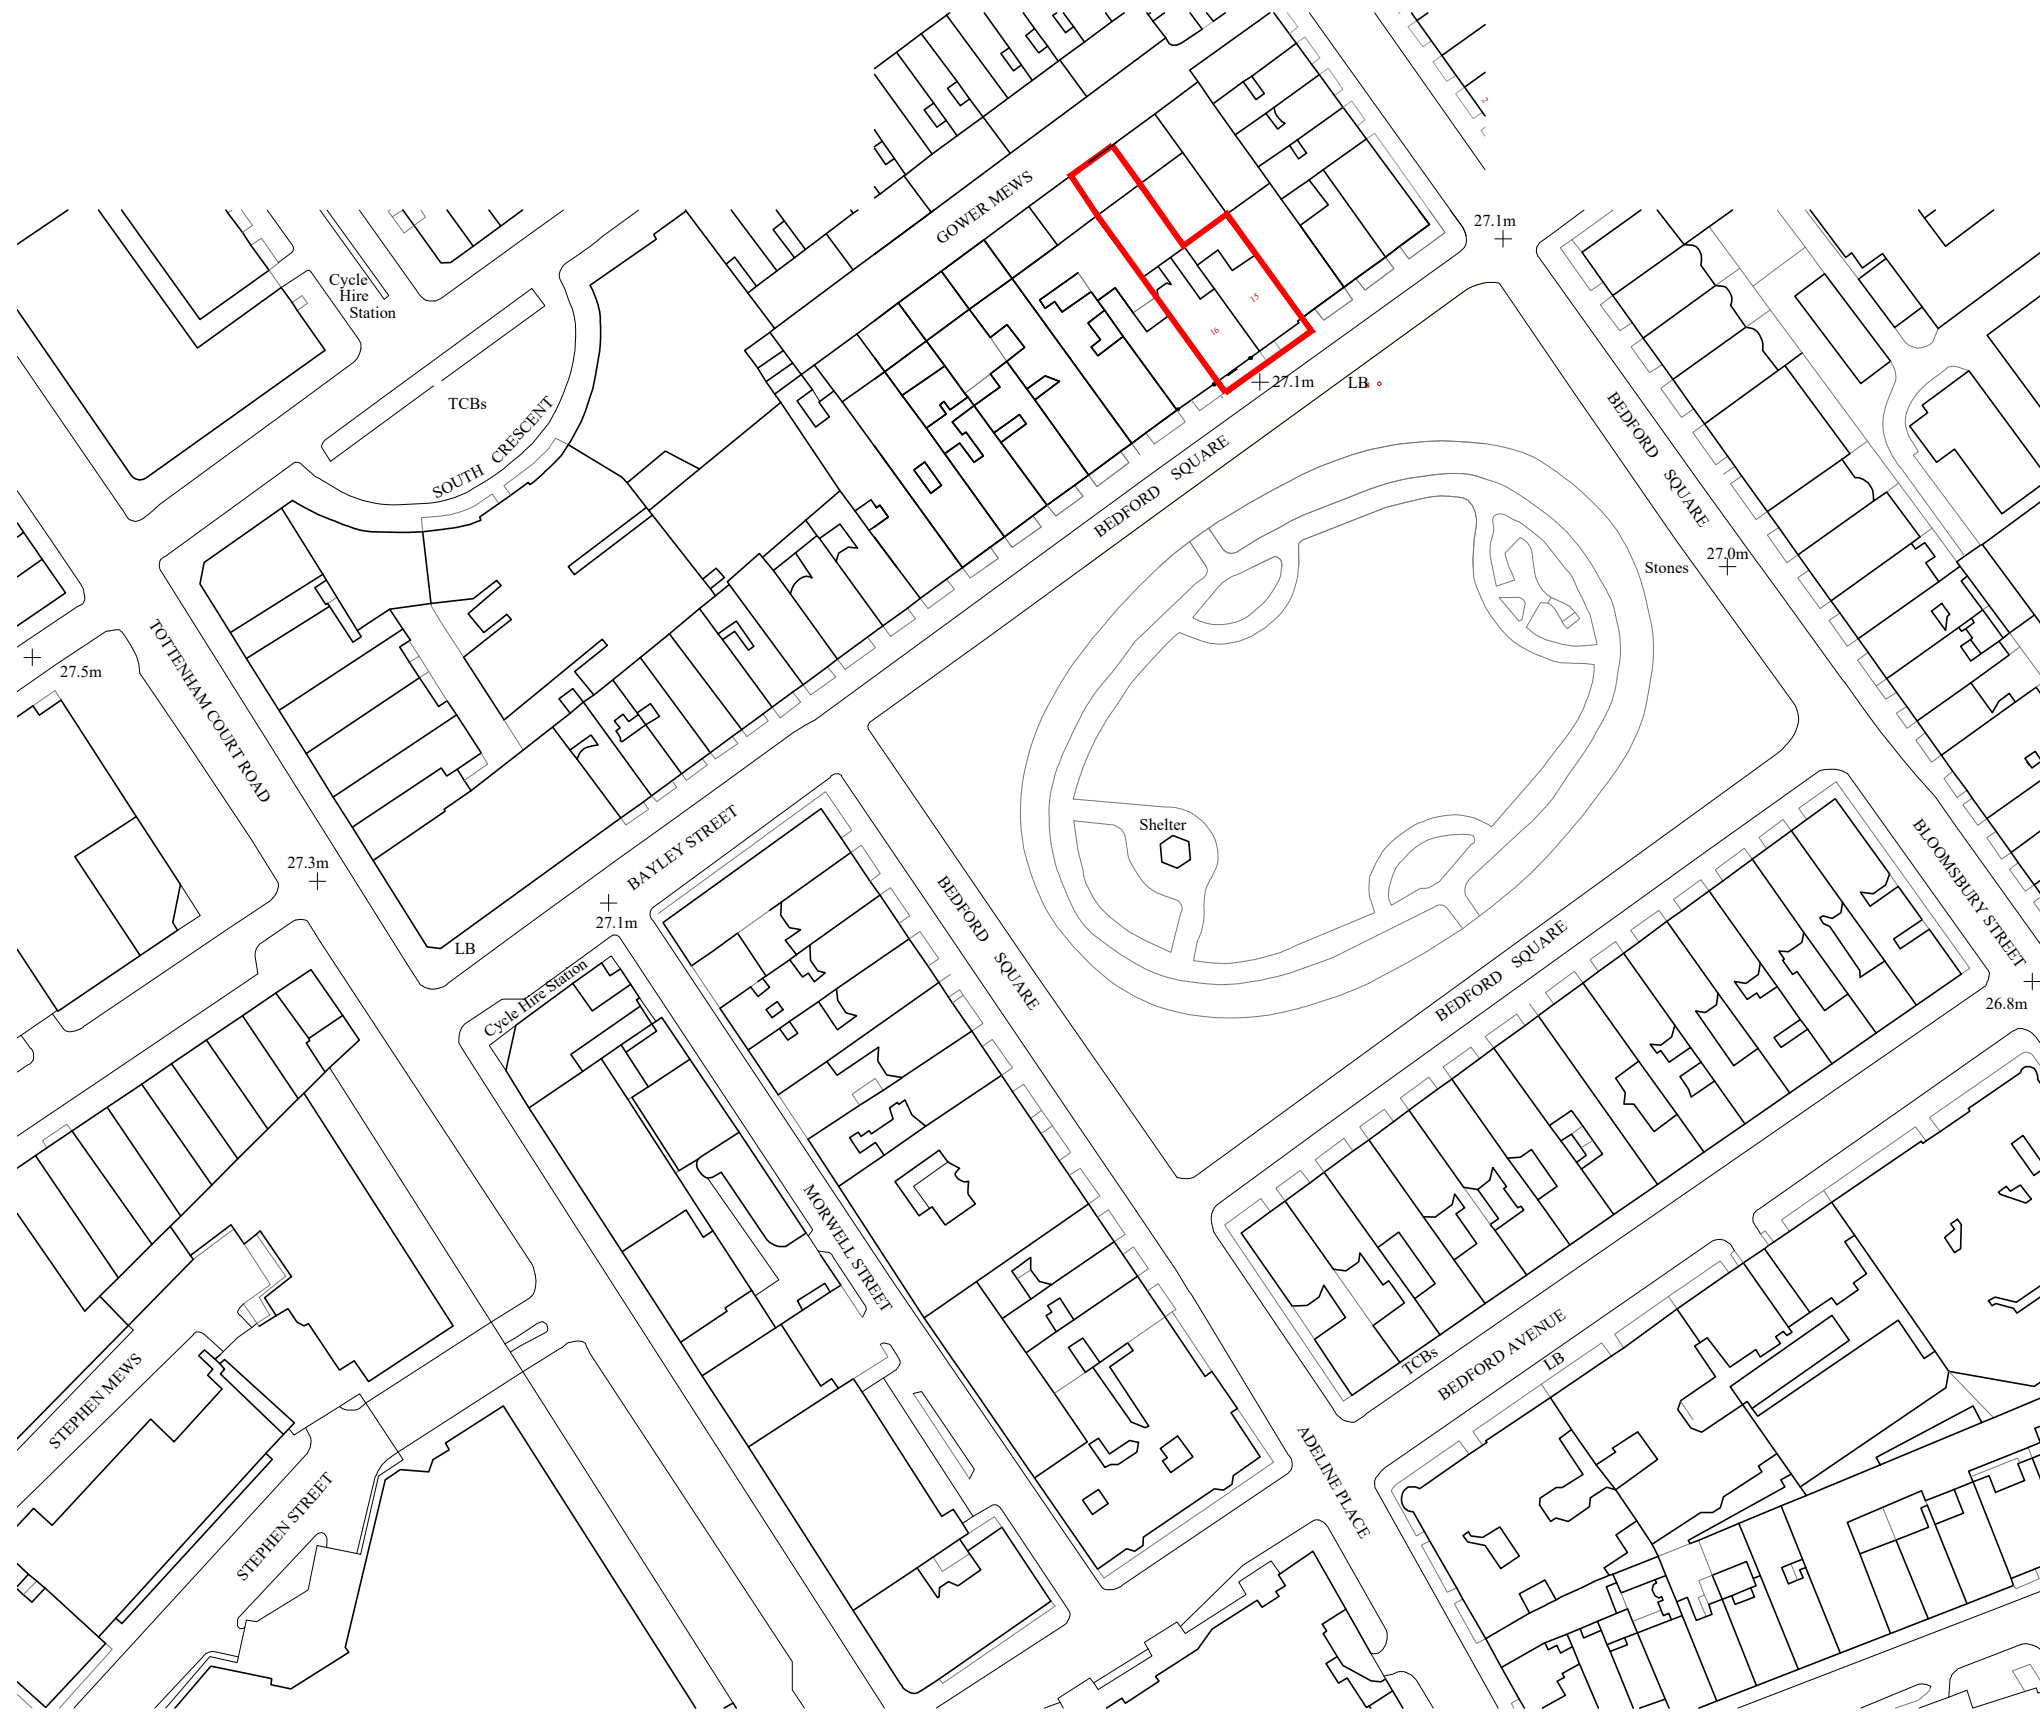 2
GOWER MEWS
27.1m
Cycle
Hire
Station
15
16
27.1m
LB
TCBs
SOUTH CRESCENT
BEDFORD SQUARE
BEDFORD SQUARE
27.0m
Stones
TOTTENHAM COURT ROAD
27.5m
Shelter
27.3m
BAYLEY STREET
27.1m
LB
BEDFORD SQUARE
BLOOMSBURY STREET
BEDFORD SQUARE
26.8m
Cycle Hire Station
MORWELL STREET
STEPHEN MEWS
TCBs
BEDFORD AVENUE
LB
ADELINE PLACE
STEPHEN STREET